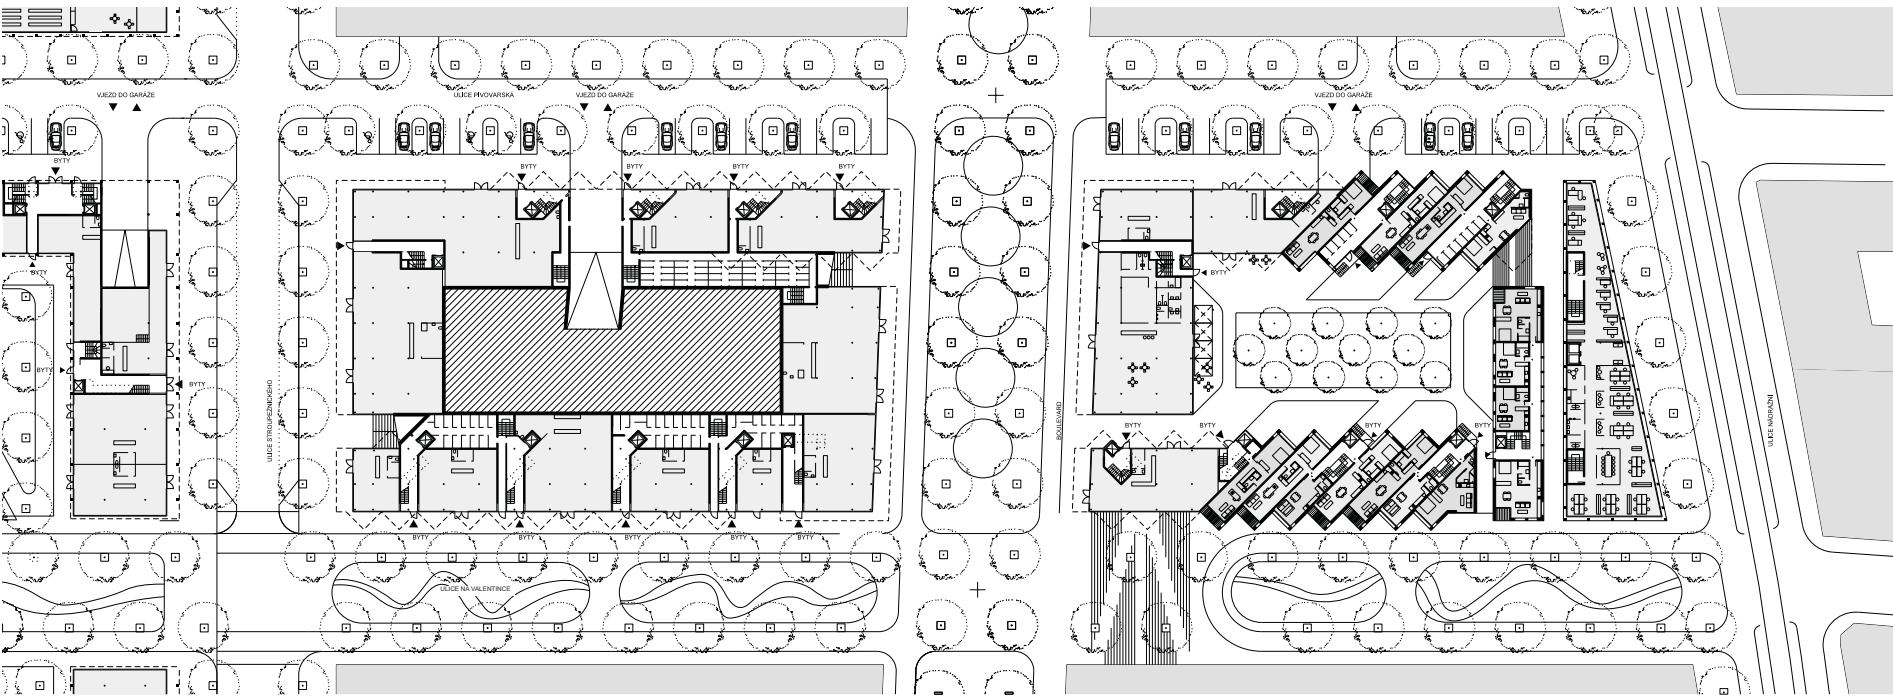 VJEZD DO GARÁŽE
ULICE PIVOVARSKÁ
VJEZD DO GARÁŽE
VJEZD DO GARÁŽE
BYTY
BYTY
BYTY
BYTY
BYTY
BYTY
BYTY
BYTY
BYTY
ULICE STROUPEŽNICKÉHO
BOULEVARD
ULICE NÁDRAŽNÍ
BYTY
BYTY
BYTY
BYTY
BYTY
BYTY
BYTY
BYTY
BYTY
ULICE NA VALENTINCE